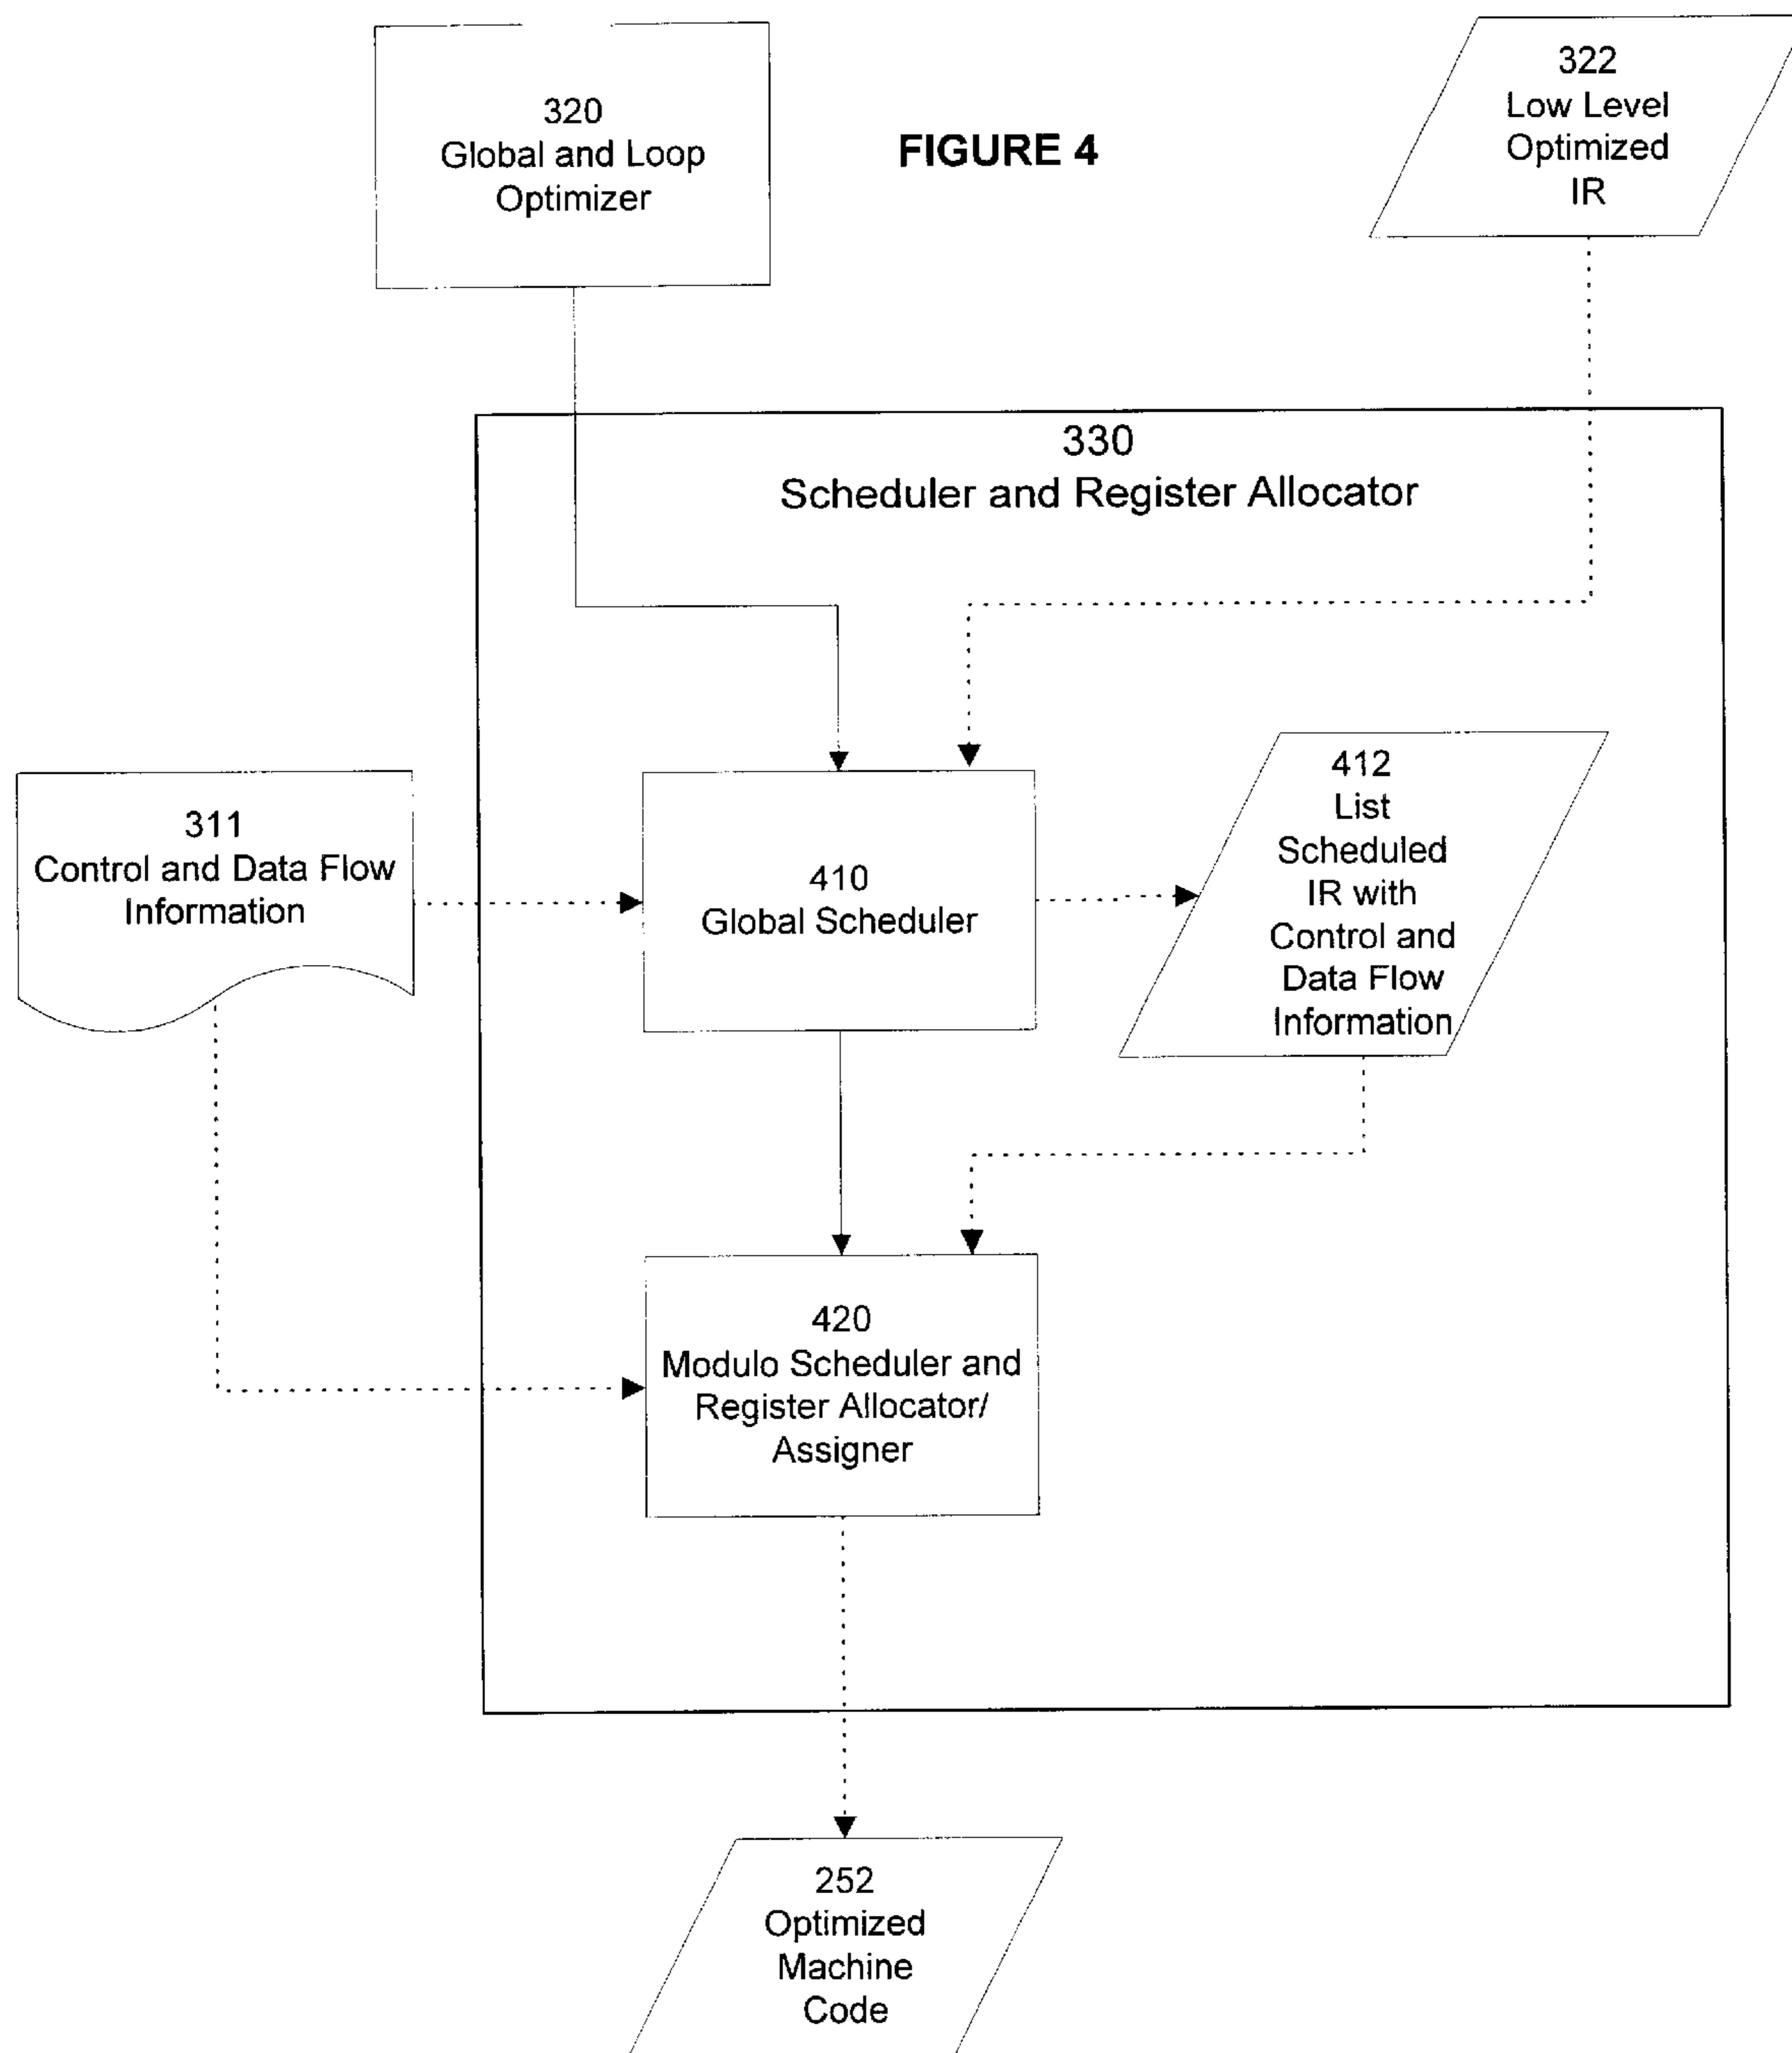 320
Global and Loop
Optimizer
FIGURE 4
322
Low Level
Optimized
IR
330
Scheduler and Register Allocator
311
Control and Data Flow
Information
410
Global Scheduler
412
List
Scheduled
IR with
Control and
Data Flow
Information
420
Modulo Scheduler and
Register Allocator/
Assigner
252
Optimized
Machine
Code